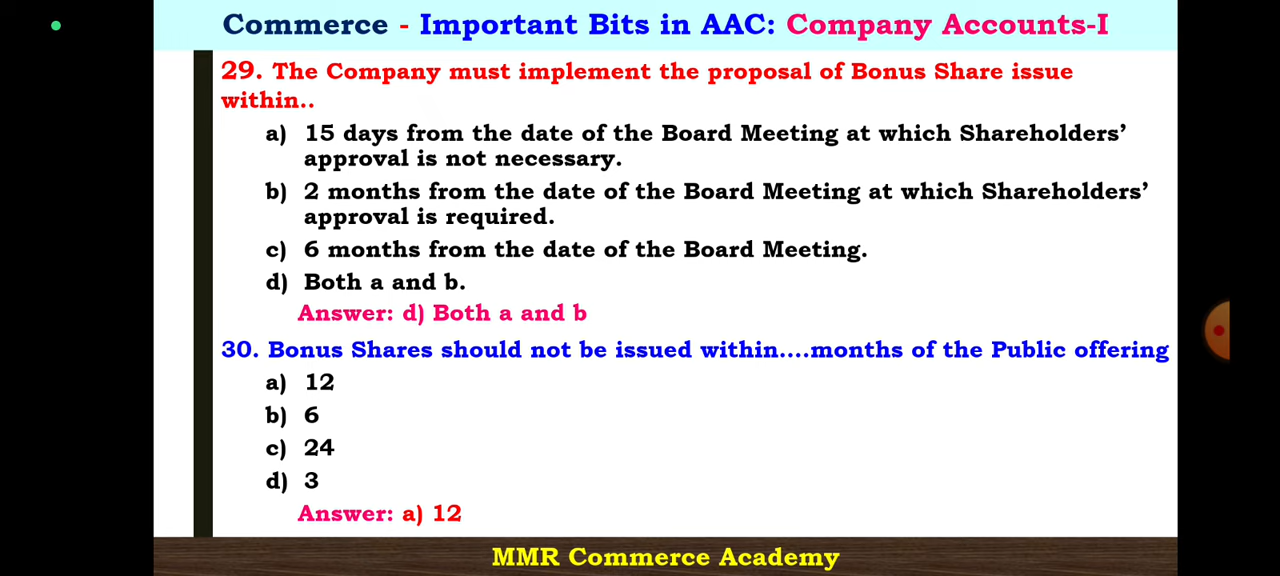 Commerce - Important Bits in AAC: Company Accounts-I
29. The Company must implement the proposal of Bonus Share issue
within..
a) 15 days from the date of the Board Meeting at which Shareholders’
approval is not necessary.
b) 2 months from the date of the Board Meeting at which Shareholders’
approval is required.
c) 6 months from the date of the Board Meeting.
d) Both a and b.
Answer: d) Both a and b
30. Bonus Shares should not be issued within....months of the Public offering
a) 12
b) 6
c) 24
d) 3
Answer: a) 12
MMR Commerce Academy